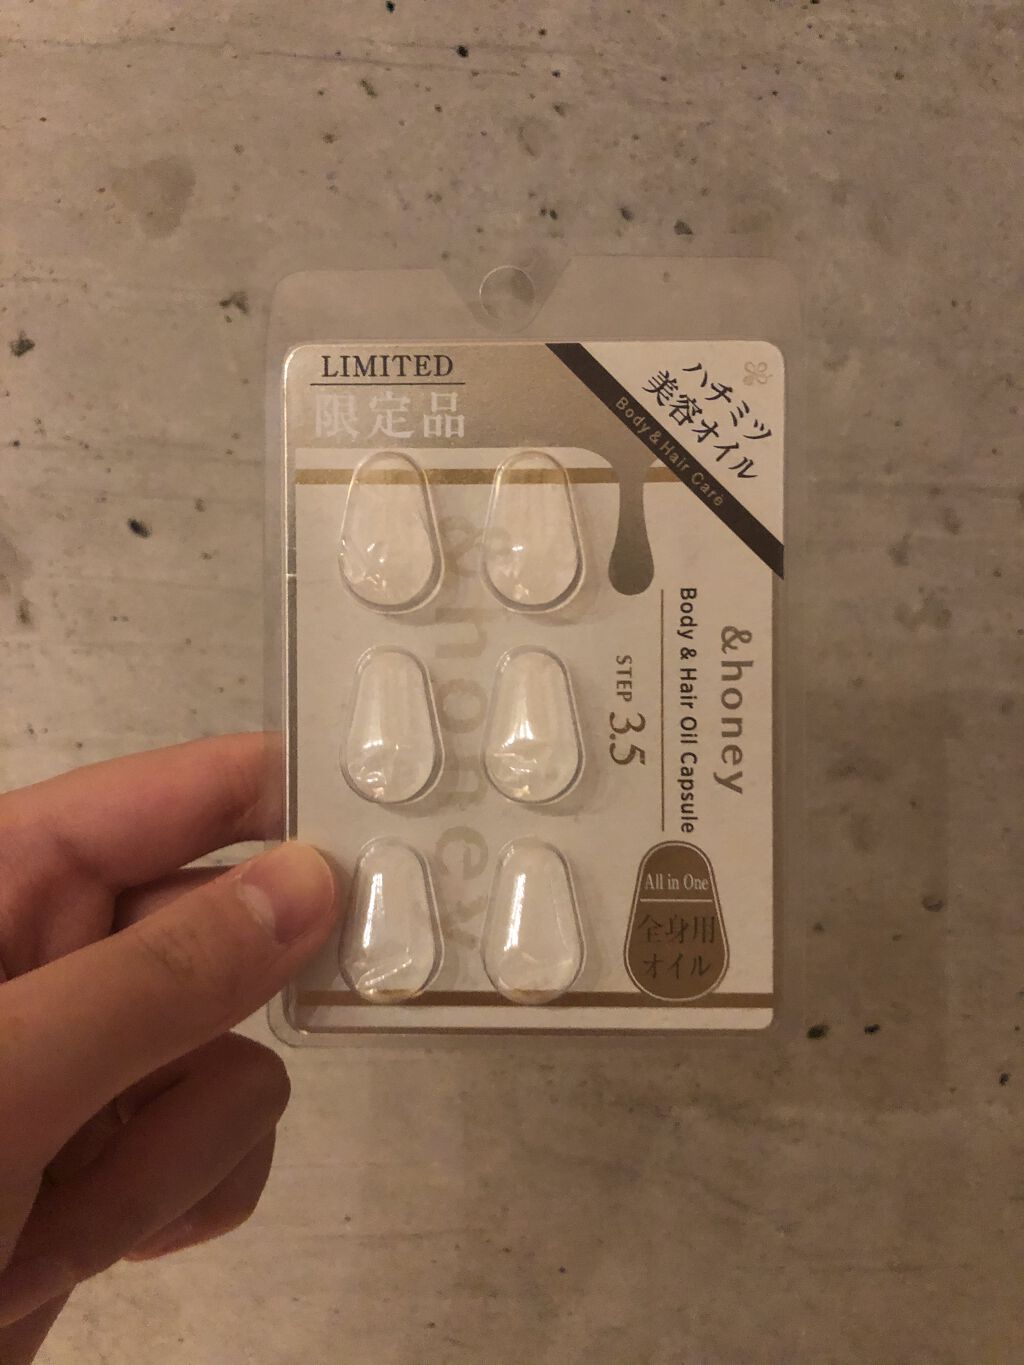 LIMITED
限定品
ハチミツ
美容オイル
Body & Hair Care
&honey
Body & Hair Oil Capsule
STEP 3.5
&honey
All in One
全身用
オイル